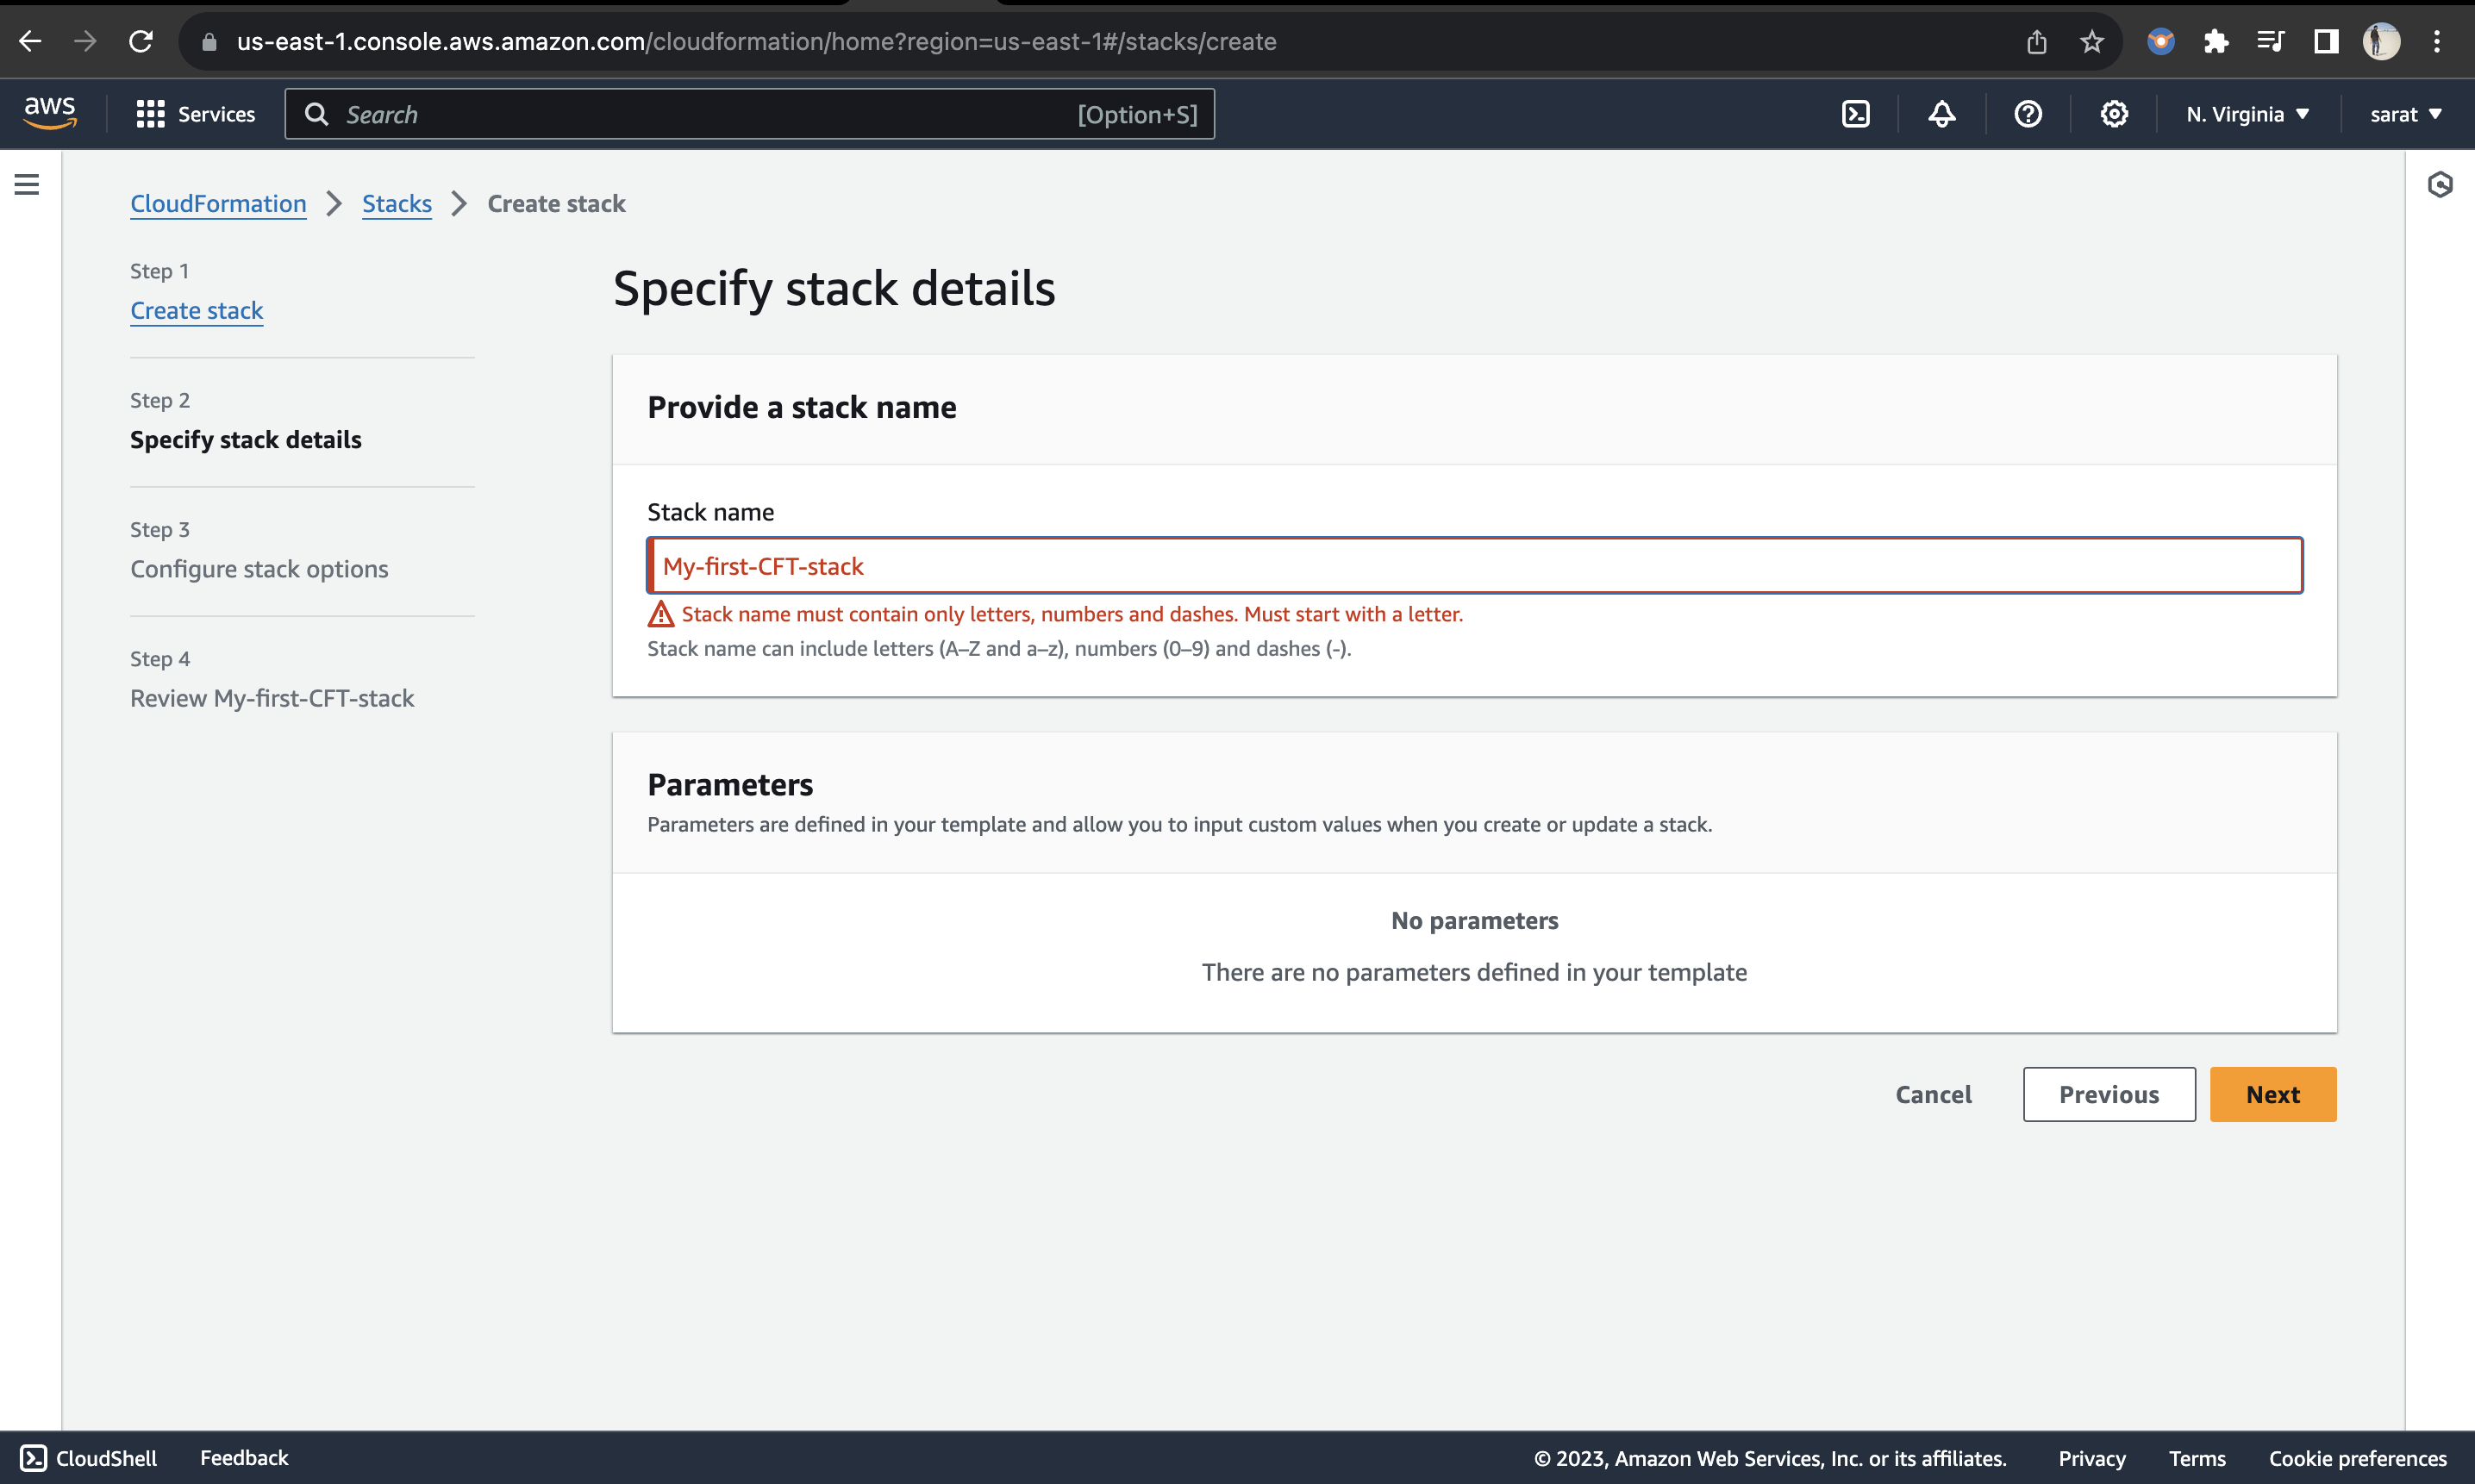 us-east-1.console.aws.amazon.com/cloudformation/home?region=us-east-1#/stacks/create
aws
Services
Search
[Option+S]
N. Virginia
sarat
CloudFormation
Stacks
Create stack
Step 1
Create stack
Step 2
Specify stack details
Step 3
Configure stack options
Step 4
Review My-first-CFT-stack
Specify stack details
Provide a stack name
Stack name
My-first-CFT-stack
Stack name must contain only letters, numbers and dashes. Must start with a letter.
Stack name can include letters (A–Z and a–z), numbers (0–9) and dashes (-).
Parameters
Parameters are defined in your template and allow you to input custom values when you create or update a stack.
No parameters
There are no parameters defined in your template
Cancel
Previous
Next
CloudShell
Feedback
© 2023, Amazon Web Services, Inc. or its affiliates.
Privacy
Terms
Cookie preferences